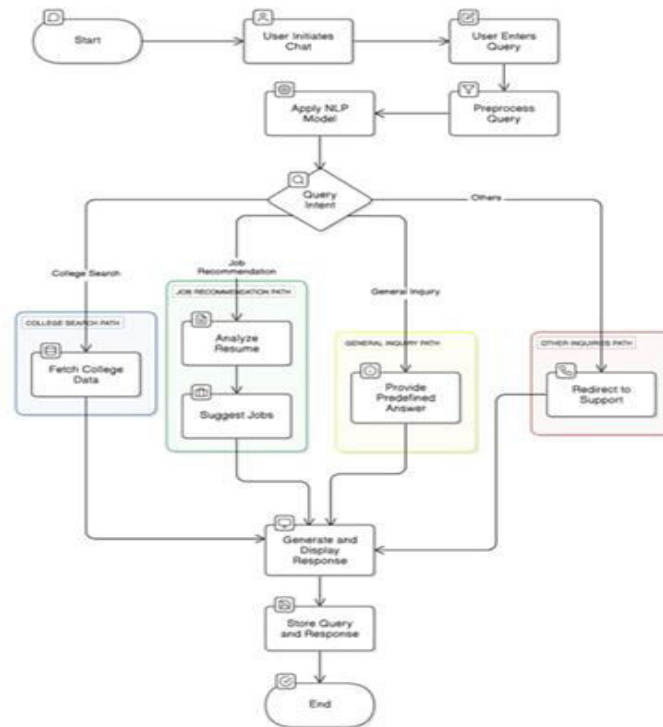 Start
User Initiates
Chat
User Enters
Query
Apply NLP
Model
Preprocess
Query
Query
Intent
Others
College Search
Job
Recommendation
General Inquiry
COLLEGE SEARCH PATH
Fetch College
Data
JOB RECOMMENDATION PATH
Analyze
Resume
Suggest Jobs
GENERAL INQUIRY PATH
Provide
Predefined
Answer
OTHER INQUIRIES PATH
Redirect to
Support
Generate and
Display
Response
Store Query
and Response
End